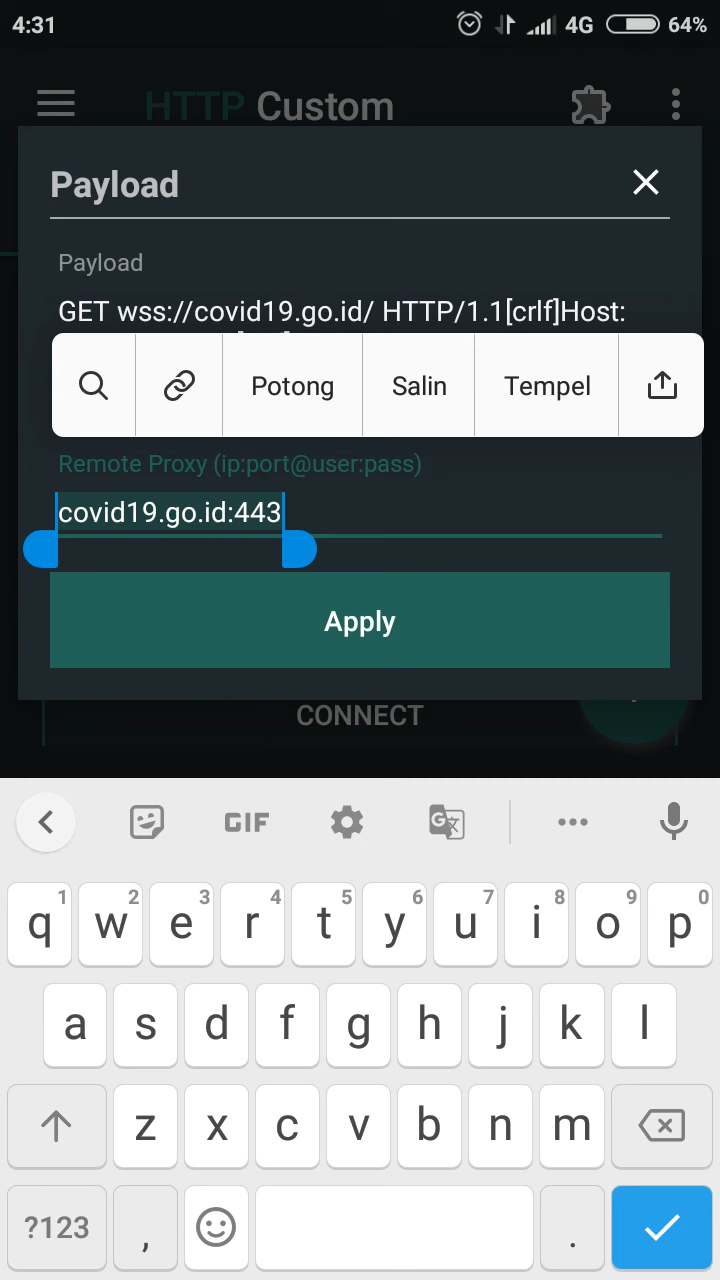 4:31 4G 64%
HTTP Custom
Payload
Payload
GET wss://covid19.go.id/ HTTP/1.1[crlf]Host:
Potong Salin Tempel
Remote Proxy (ip:port@user:pass)
covid19.go.id:443
Apply
CONNECT
GIF G
1 2 3 4 5 6 7 8 9 0
q w e r t y u i o p
a s d f g h j k l
z x c v b n m
?123 , .